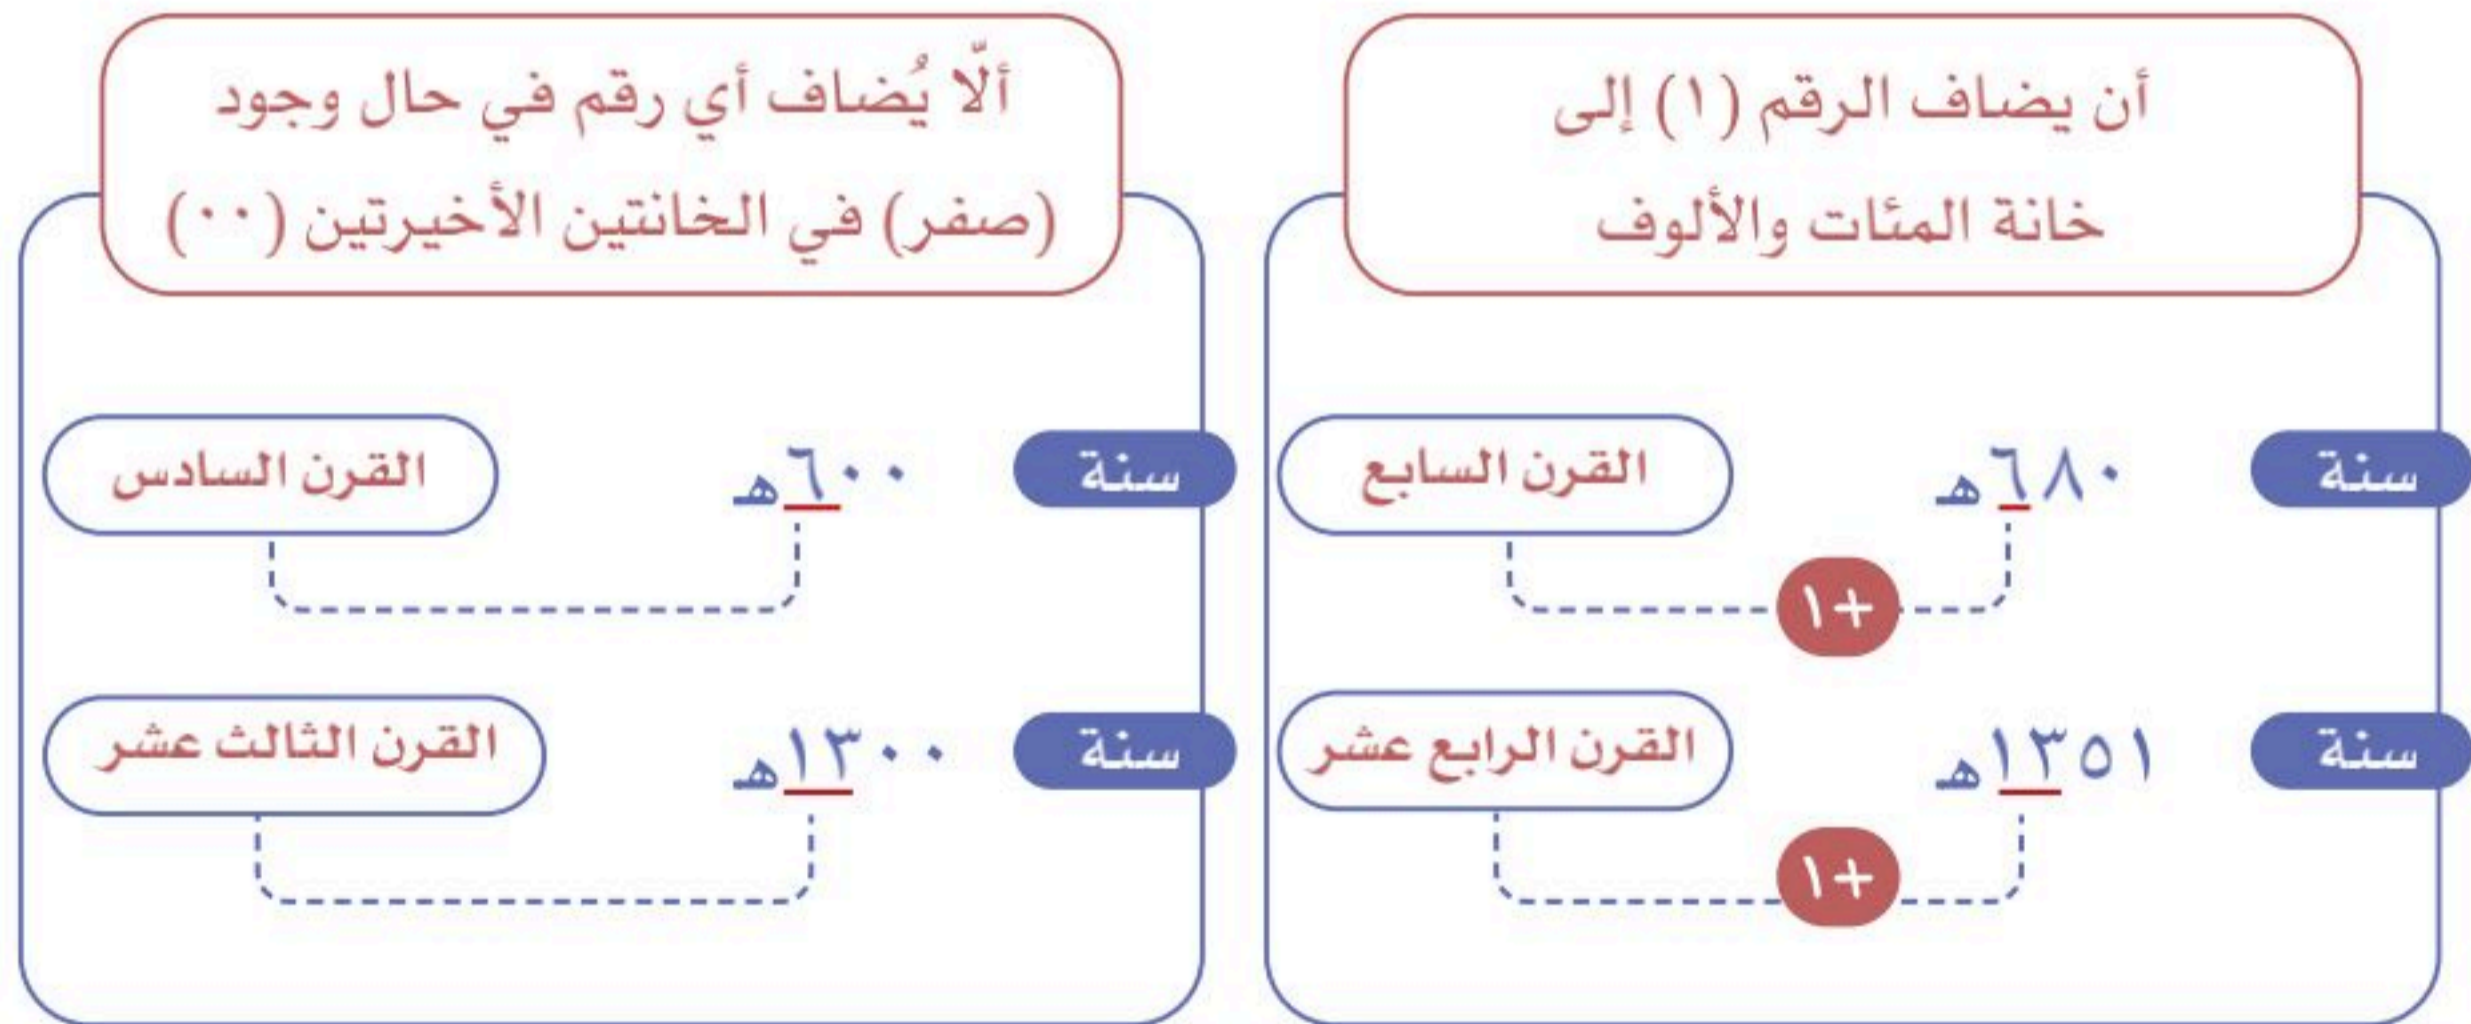 أن يضاف الرقم (١) إلى
خانة المئات والألوف
سنة
٦٨٠هـ
القرن السابع
+١
سنة
١٣٥١هـ
القرن الرابع عشر
+١
ألّا يُضاف أي رقم في حال وجود
(صفر) في الخانتين الأخيرتين (٠٠)
سنة
٦٠٠هـ
القرن السادس
سنة
١٣٠٠هـ
القرن الثالث عشر